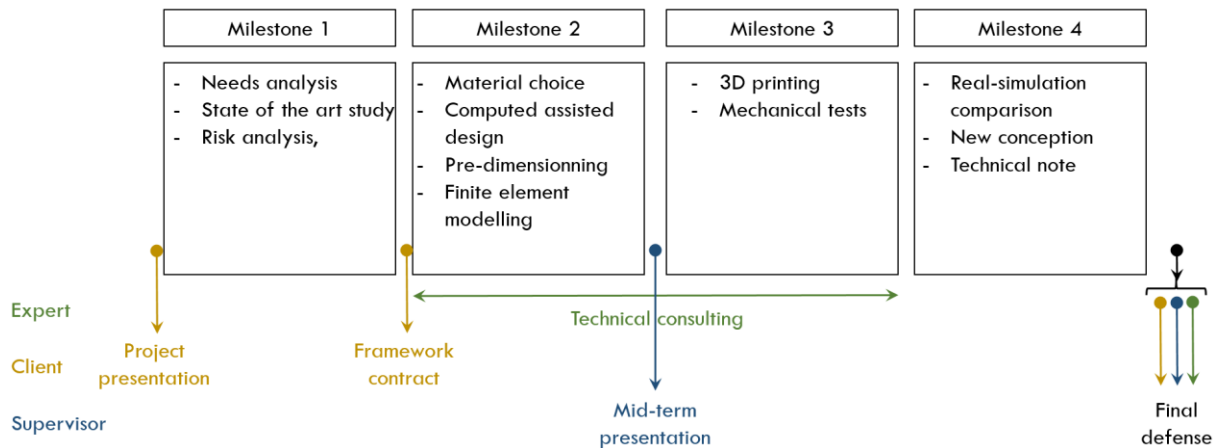 Milestone 1
Milestone 2
Milestone 3
Milestone 4
- Needs analysis
- State of the art study
- Risk analysis,
- Material choice
- Computed assisted
design
- Pre-dimensionning
- Finite element
modelling
- 3D printing
- Mechanical tests
- Real-simulation
comparison
- New conception
- Technical note
Expert
Technical consulting
Client
Project
presentation
Framework
contract
Supervisor
Mid-term
presentation
Final
defense